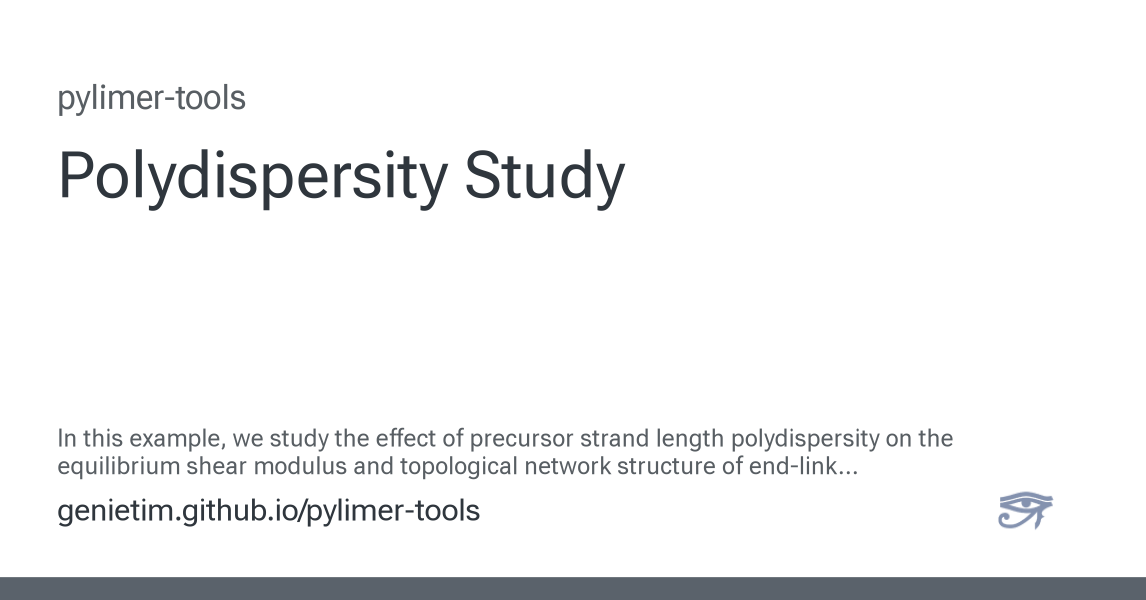 pylimer-tools
Polydispersity Study
In this example, we study the effect of precursor strand length polydispersity on the
equilibrium shear modulus and topological network structure of end-link...
genietim.github.io/pylimer-tools